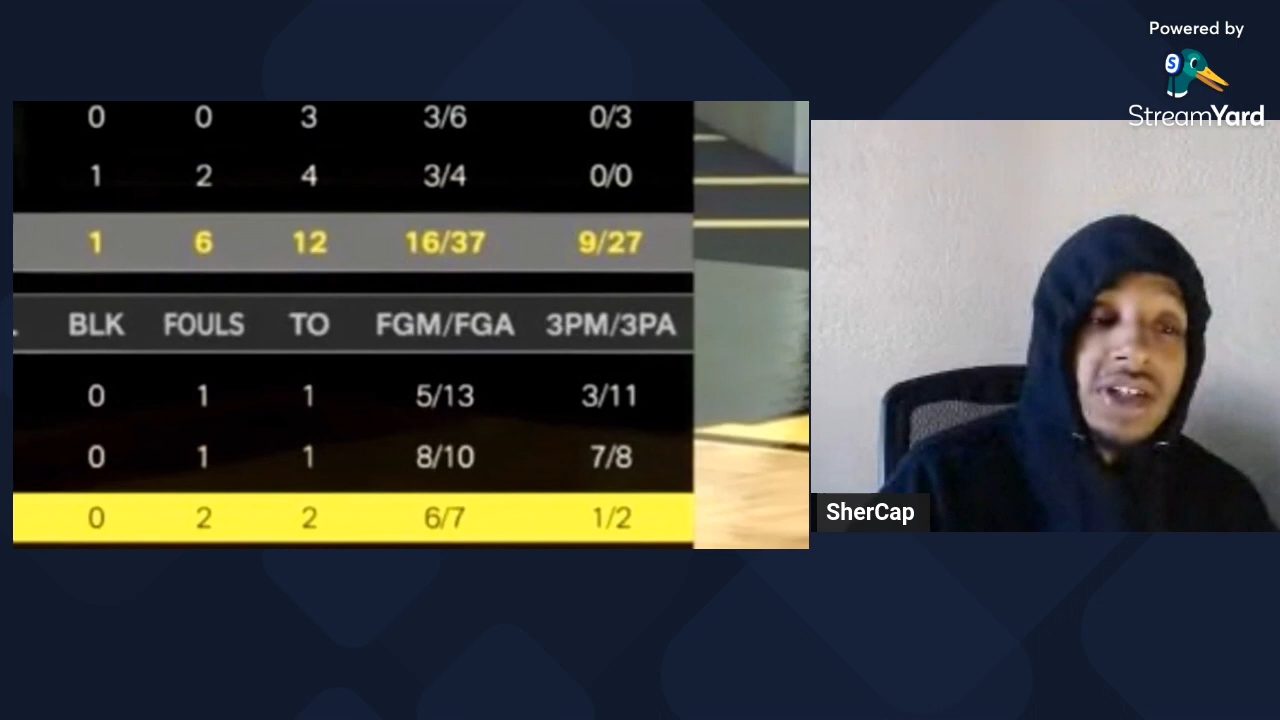 Powered by
S
StreamYard
0 0 3 3/6 0/3
1 2 4 3/4 0/0
1 6 12 16/37 9/27
BLK FOULS TO FGM/FGA 3PM/3PA
0 1 1 5/13 3/11
0 1 1 8/10 7/8
0 2 2 6/7 1/2
SherCap